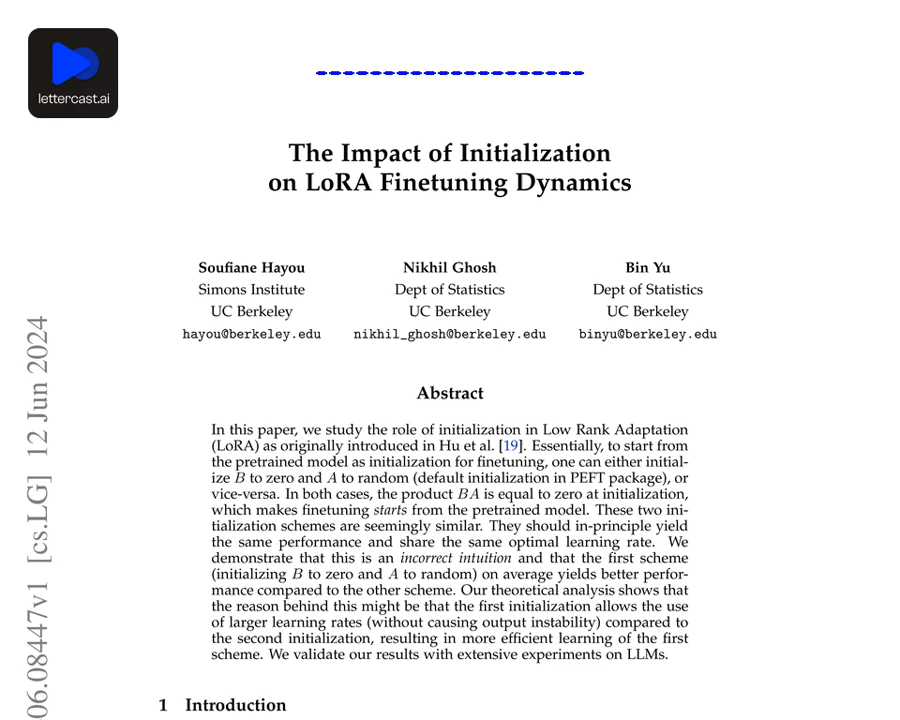 lettercast.ai
The Impact of Initialization
on LoRA Finetuning Dynamics
Soufiane Hayou
Simons Institute
UC Berkeley
hayou@berkeley.edu
Nikhil Ghosh
Dept of Statistics
UC Berkeley
nikhil_ghosh@berkeley.edu
Bin Yu
Dept of Statistics
UC Berkeley
binyu@berkeley.edu
06.08447v1 [cs.LG] 12 Jun 2024
Abstract
In this paper, we study the role of initialization in Low Rank Adaptation
(LoRA) as originally introduced in Hu et al. [19]. Essentially, to start from
the pretrained model as initialization for finetuning, one can either initial-
ize B to zero and A to random (default initialization in PEFT package), or
vice-versa. In both cases, the product BA is equal to zero at initialization,
which makes finetuning starts from the pretrained model. These two ini-
tialization schemes are seemingly similar. They should in-principle yield
the same performance and share the same optimal learning rate. We
demonstrate that this is an incorrect intuition and that the first scheme
(initializing B to zero and A to random) on average yields better perfor-
mance compared to the other scheme. Our theoretical analysis shows that
the reason behind this might be that the first initialization allows the use
of larger learning rates (without causing output instability) compared to
the second initialization, resulting in more efficient learning of the first
scheme. We validate our results with extensive experiments on LLMs.
1 Introduction